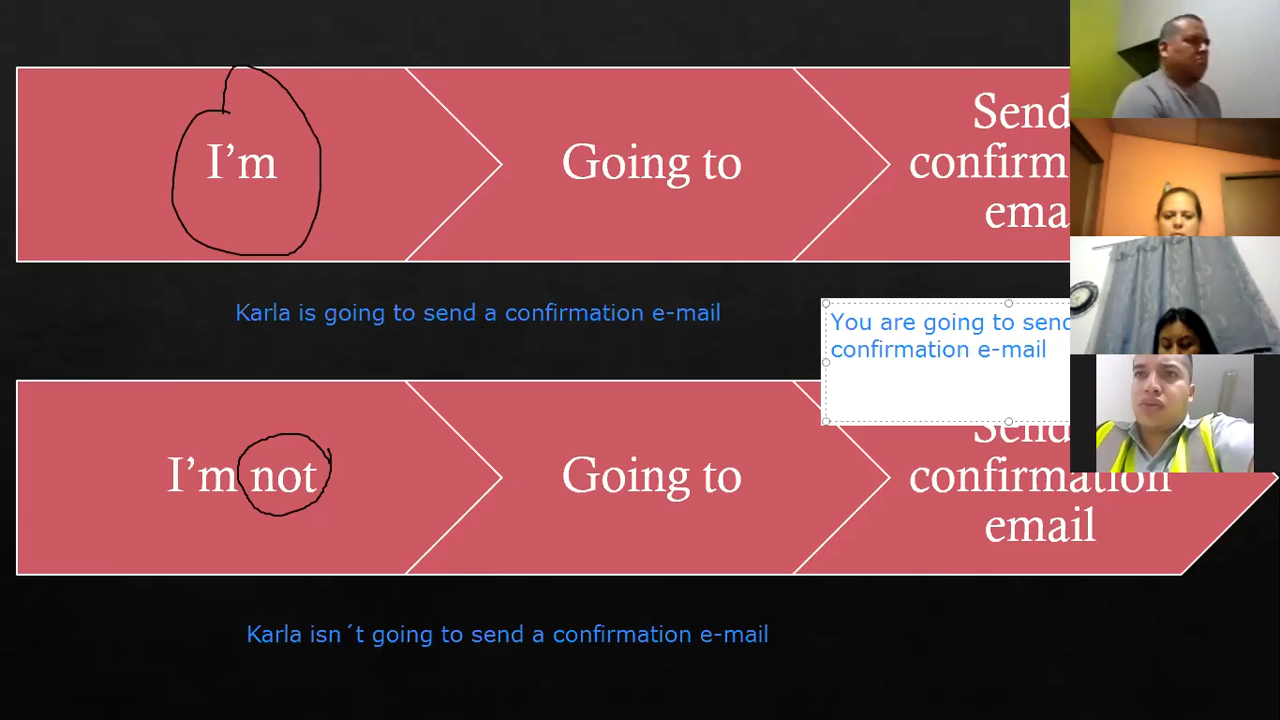 I'm
Going to
Send
confirm
ema
Karla is going to send a confirmation e-mail
You are going to send
confirmation e-mail
I'm not
Going to
Send
confirmation
email
Karla isn´t going to send a confirmation e-mail